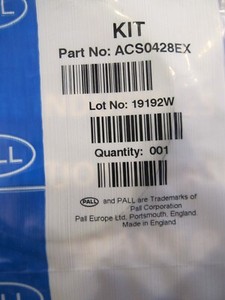 KIT
Part No: ACS0428EX
Lot No: 19192W
Quantity: 001
PALL and PALL are Trademarks of
Pall Corporation
Pall Europe Ltd, Portsmouth, England
Made in England
PALL